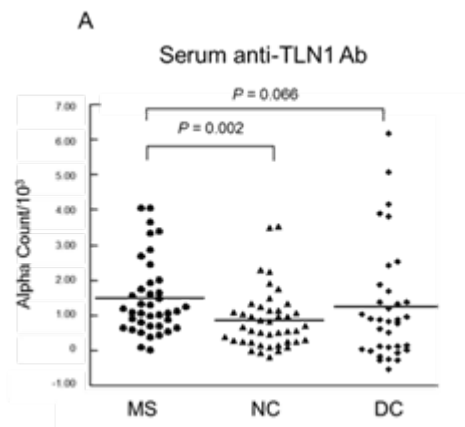 A
Serum anti-TLN1 Ab
P = 0.066
P = 0.002
Alpha Count/10³
7.00
6.00
5.00
4.00
3.00
2.00
1.00
0
-1.00
MS NC DC